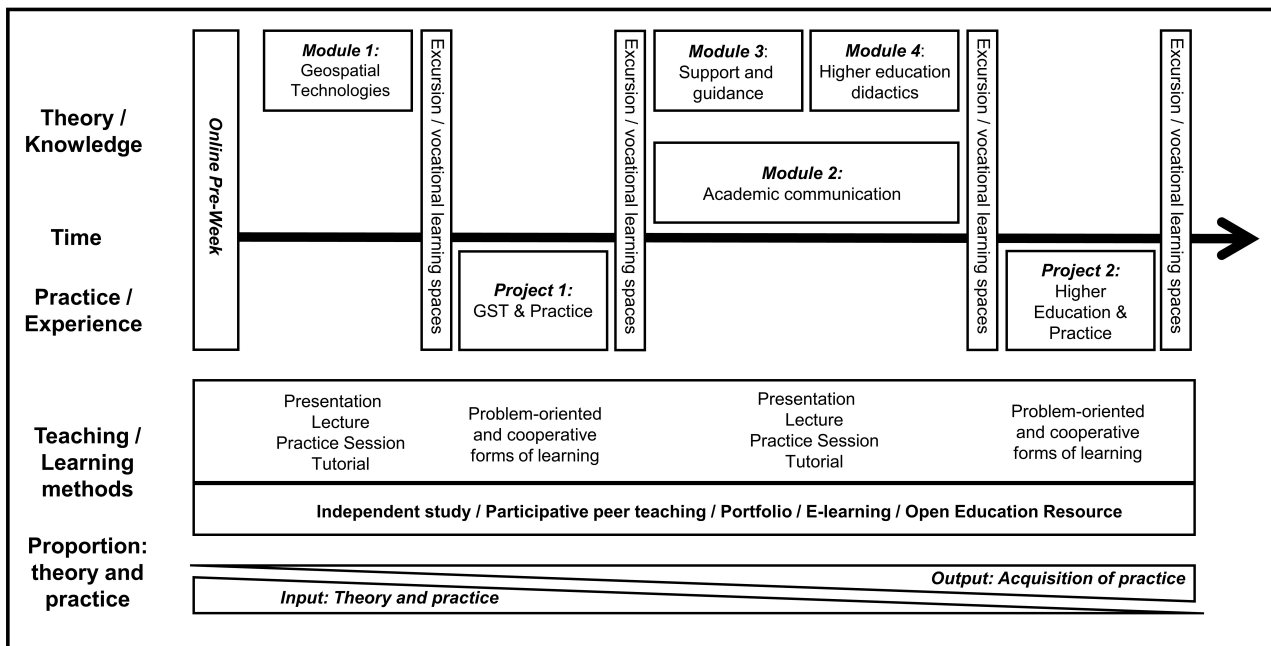 Theory /
Knowledge
Time
Practice /
Experience
Online Pre-Week
Module 1:
Geospatial
Technologies
Excursion / vocational learning spaces
Project 1:
GST & Practice
Excursion / vocational learning spaces
Module 3:
Support and
guidance
Module 4:
Higher education
didactics
Module 2:
Academic communication
Excursion / vocational learning spaces
Project 2:
Higher
Education &
Practice
Excursion / vocational learning spaces
Teaching /
Learning
methods
Presentation
Lecture
Practice Session
Tutorial
Problem-oriented
and cooperative
forms of learning
Presentation
Lecture
Practice Session
Tutorial
Problem-oriented
and cooperative
forms of learning
Independent study / Participative peer teaching / Portfolio / E-learning / Open Education Resource
Proportion:
theory and
practice
Output: Acquisition of practice
Input: Theory and practice